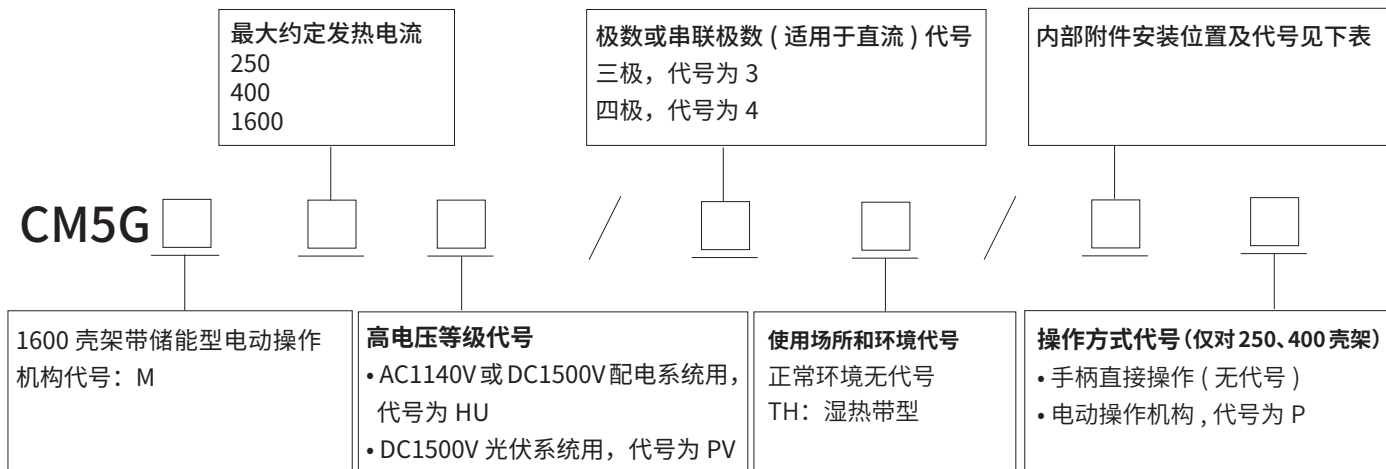 最大约定发热电流
250
400
1600
极数或串联极数 ( 适用于直流 ) 代号
三极，代号为 3
四极，代号为 4
内部附件安装位置及代号见下表
CM5G □ □ □ / □ □ / □ □
1600 壳架带储能型电动操作
机构代号：M
高电压等级代号
• AC1140V 或 DC1500V 配电系统用，
代号为 HU
• DC1500V 光伏系统用，代号为 PV
使用场所和环境代号
正常环境无代号
TH：湿热带型
操作方式代号（仅对 250、400 壳架）
• 手柄直接操作 ( 无代号 )
• 电动操作机构 , 代号为 P